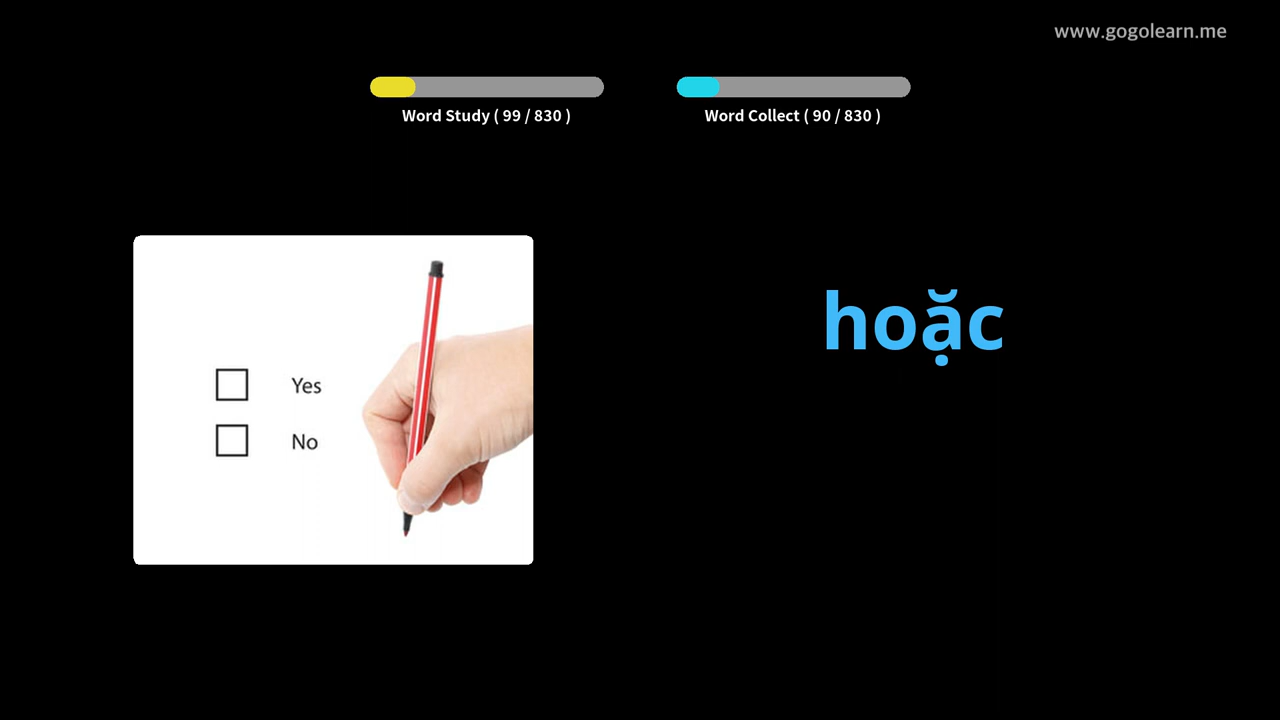 www.gogolearn.me
Word Study ( 99 / 830 )
Word Collect ( 90 / 830 )
Yes
No
hoặc